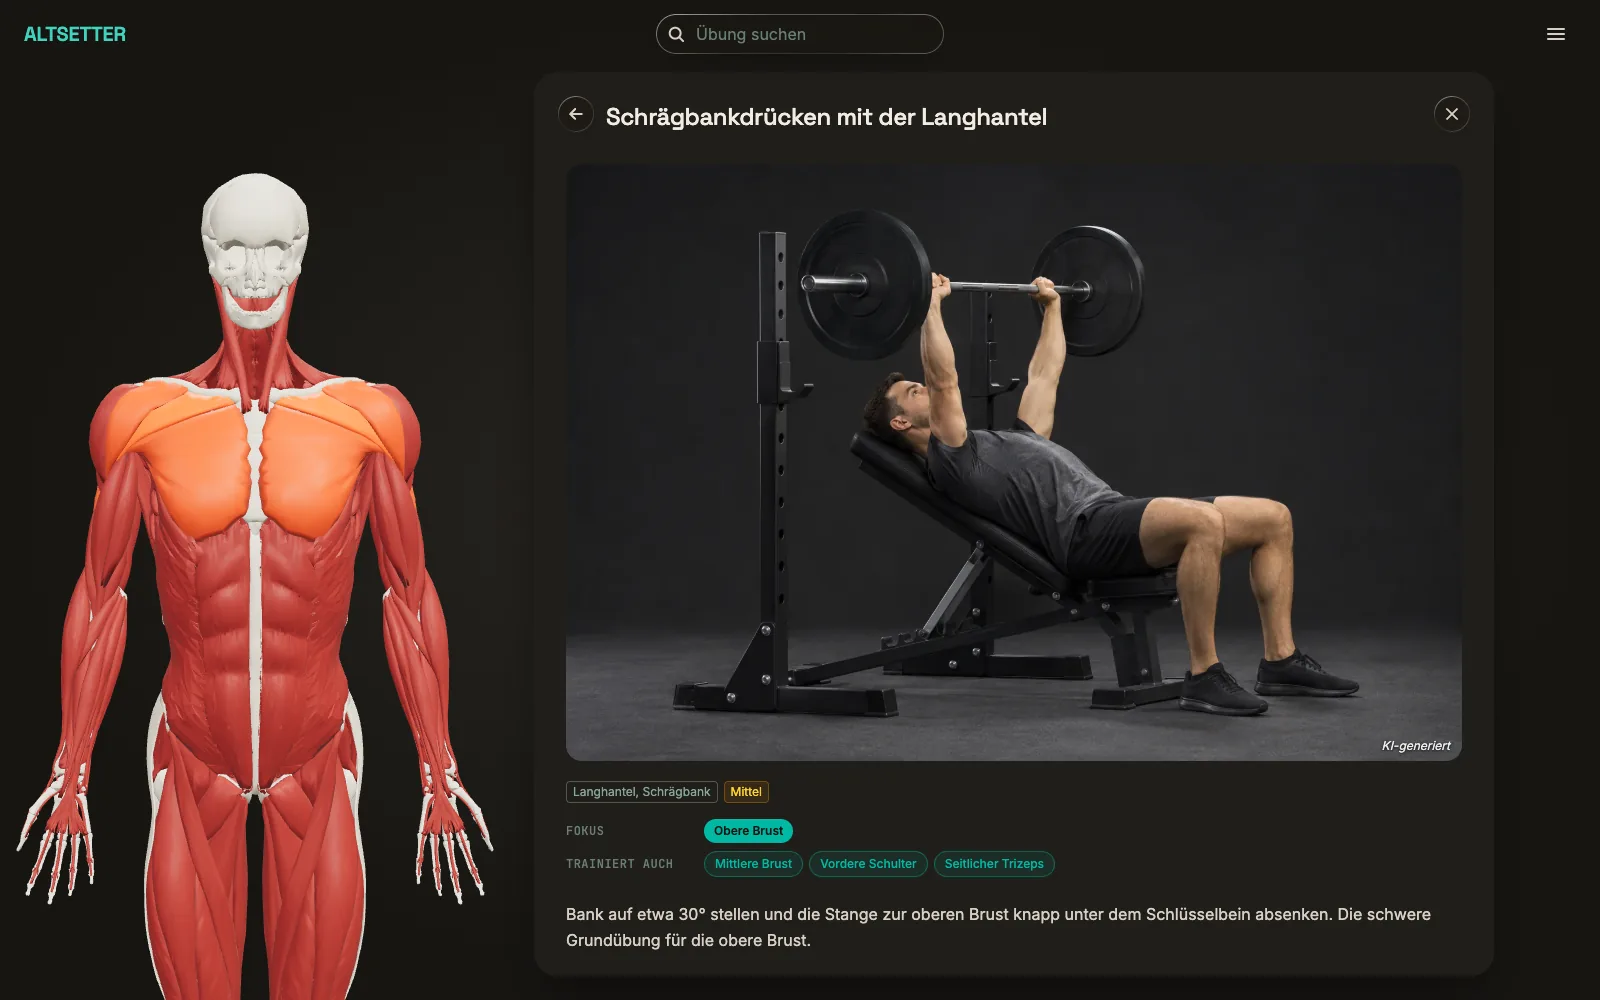 ALTSETTER
Übung suchen
Schrägbankdrücken mit der Langhantel
KI-generiert
Langhantel, Schrägbank
Mittel
FOKUS
Obere Brust
TRAINIERT AUCH
Mittlere Brust
Vordere Schulter
Seitlicher Trizeps
Bank auf etwa 30° stellen und die Stange zur oberen Brust knapp unter dem Schlüsselbein absenken. Die schwere
Grundübung für die obere Brust.